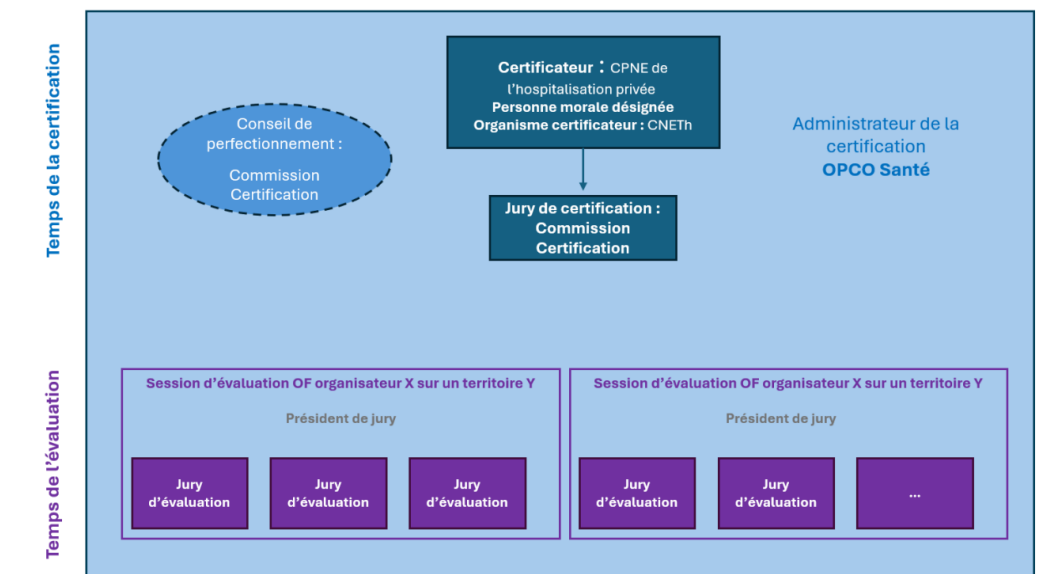 Temps de la certification
Certificateur : CPNE de
l'hospitalisation privée
Personne morale désignée
Organisme certificateur : CNETh
Conseil de
perfectionnement :
Commission
Certification
Administrateur de la
certification
OPCO Santé
Jury de certification :
Commission
Certification
Temps de l'évaluation
Session d'évaluation OF organisateur X sur un territoire Y
Président de jury
Jury
d'évaluation
Jury
d'évaluation
Jury
d'évaluation
Session d'évaluation OF organisateur X sur un territoire Y
Président de jury
Jury
d'évaluation
Jury
d'évaluation
...